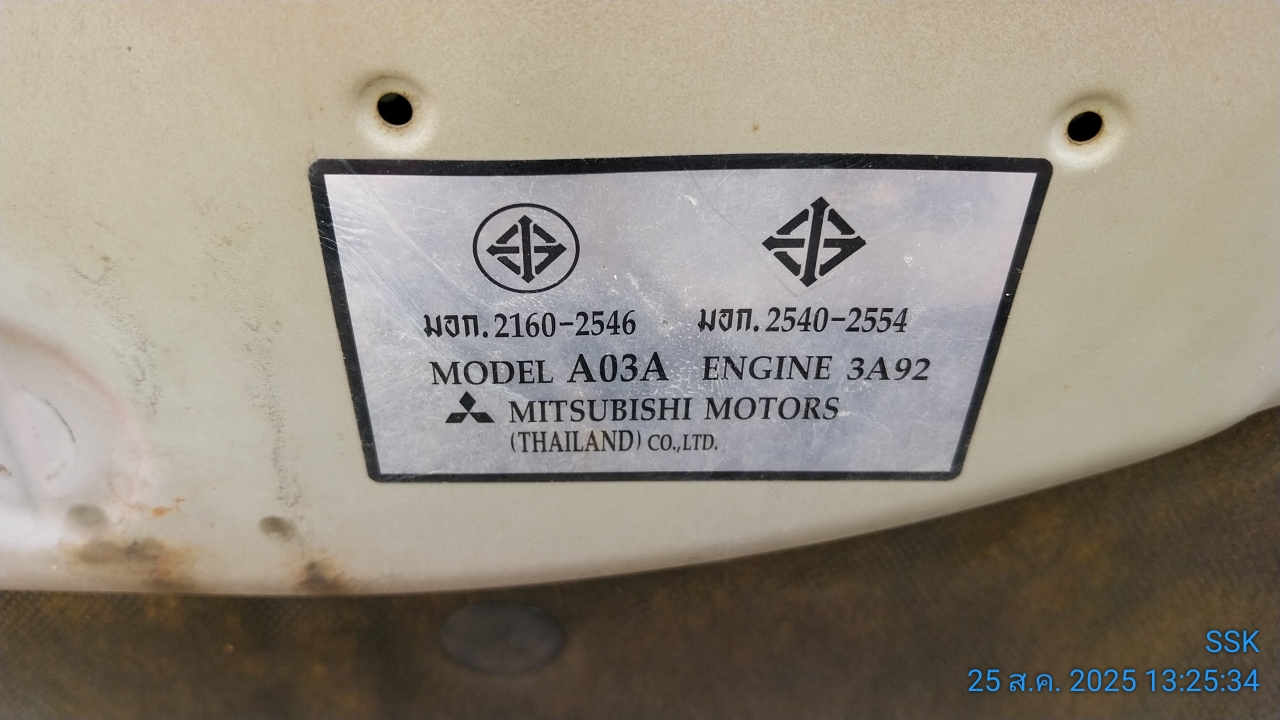 มอก.2160-2546 มอก.2540-2554
MODEL A03A ENGINE 3A92
MITSUBISHI MOTORS
(THAILAND) CO.,LTD.
SSK
25 ส.ค. 2025 13:25:34